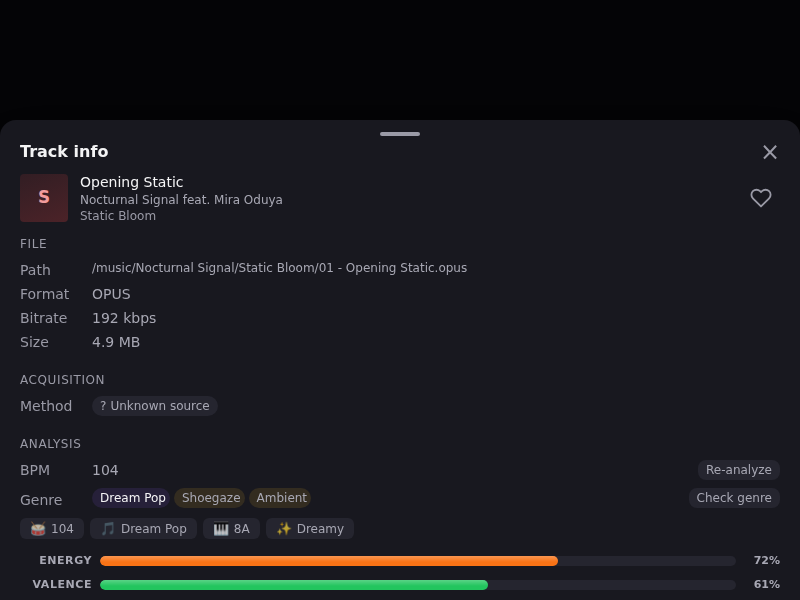 Track info
S
Opening Static
Nocturnal Signal feat. Mira Oduya
Static Bloom
FILE
Path /music/Nocturnal Signal/Static Bloom/01 - Opening Static.opus
Format OPUS
Bitrate 192 kbps
Size 4.9 MB
ACQUISITION
Method ? Unknown source
ANALYSIS
BPM 104 Re-analyze
Genre Dream Pop Shoegaze Ambient Check genre
🥁 104 🎵 Dream Pop 🎹 8A ✨ Dreamy
ENERGY 72%
VALENCE 61%